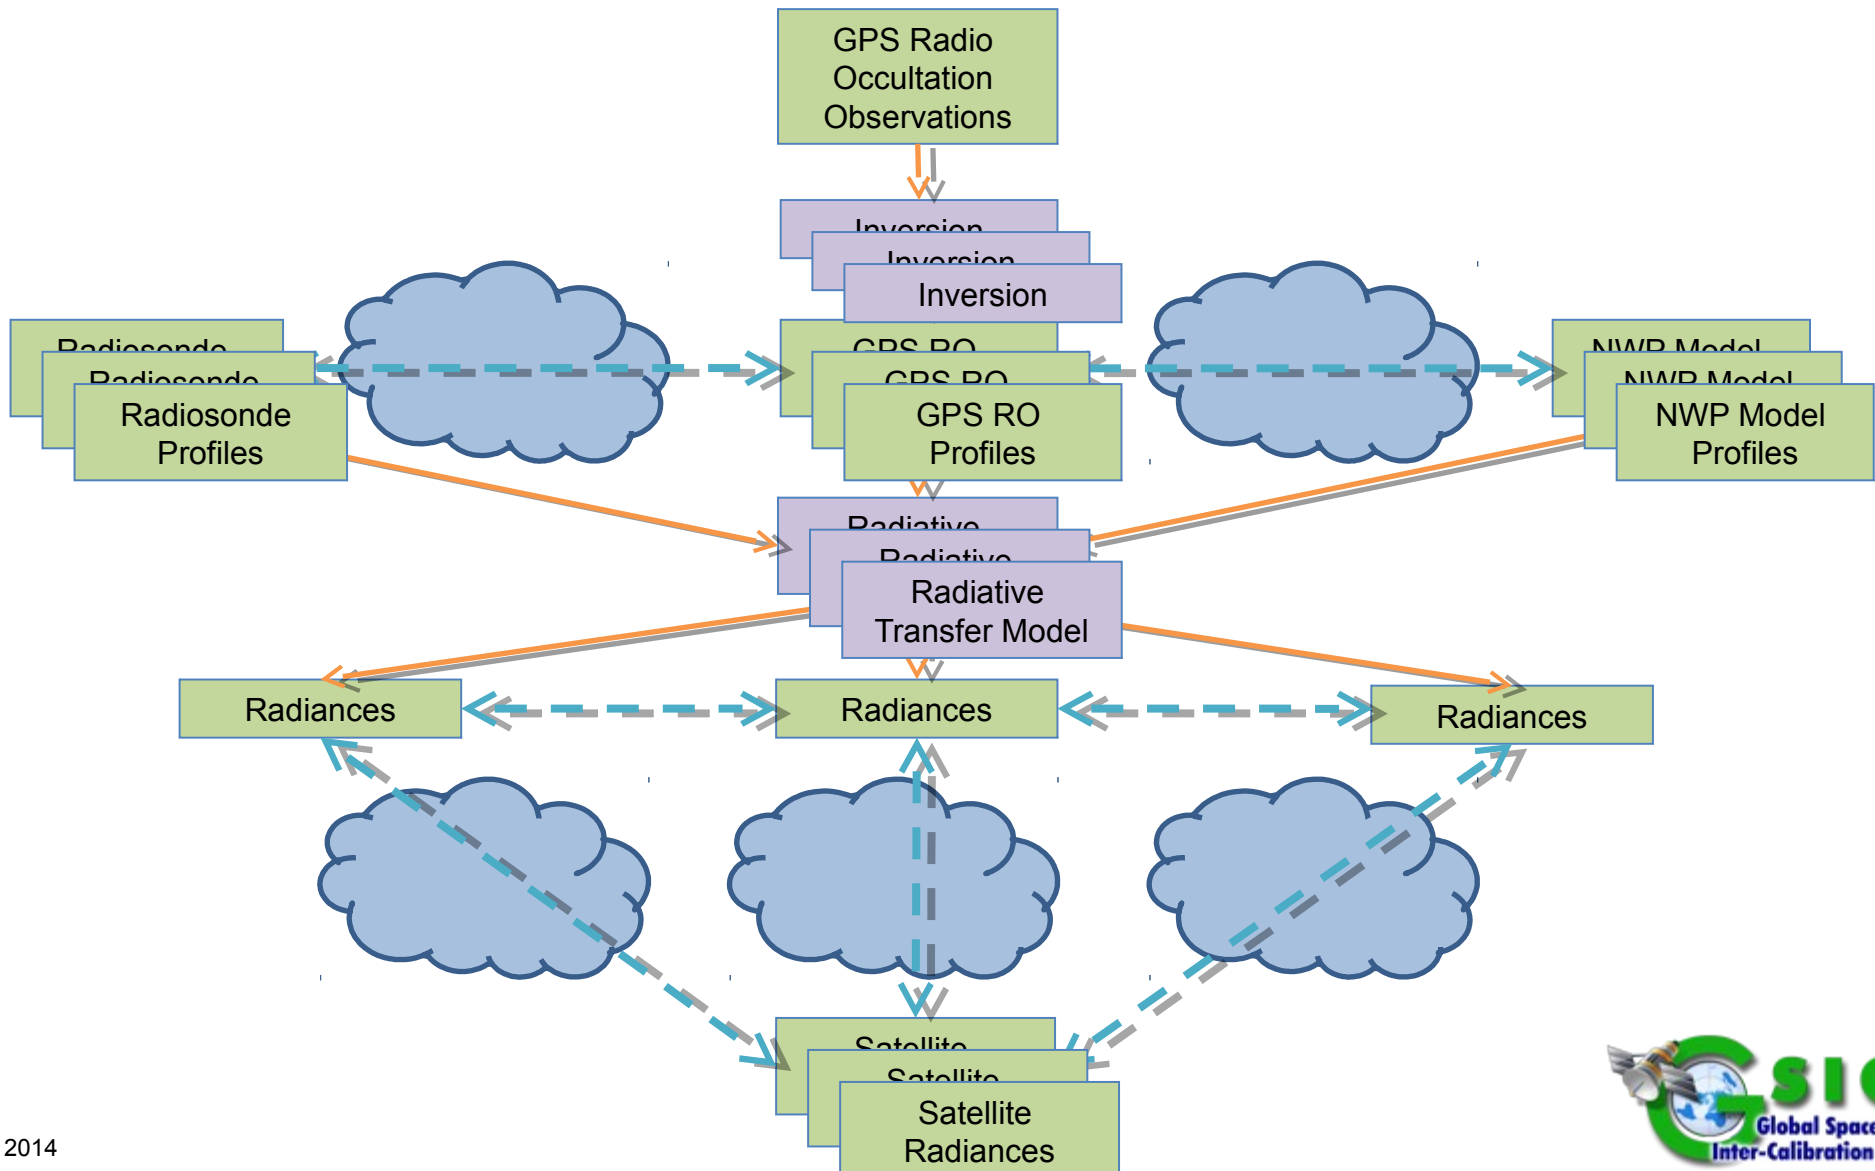 GPS Radio
Occultation
Observations
Inversion
Inversion
Inversion
Radiosonde
Radiosonde
Radiosonde
Profiles
GPS RO
GPS RO
GPS RO
Profiles
NWP Model
NWP Model
NWP Model
Profiles
Radiative
Radiative
Radiative
Transfer Model
Radiances
Radiances
Radiances
Satellite
Satellite
Satellite
Radiances
2014
GSIC
Global Space
Inter-Calibration